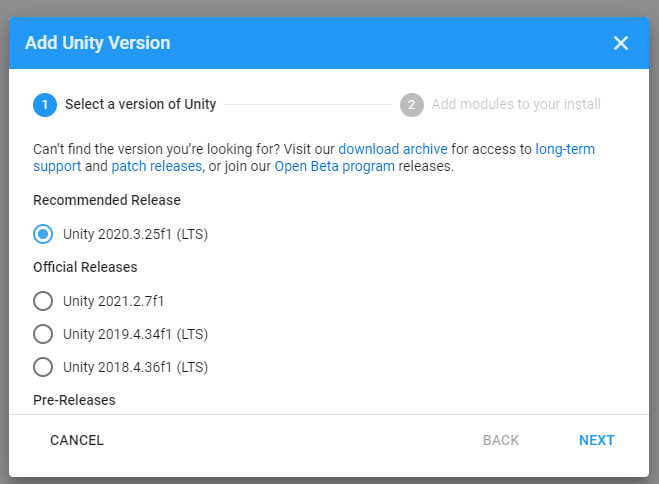 Add Unity Version
1 Select a version of Unity 2 Add modules to your install
Can't find the version you're looking for? Visit our download archive for access to long-term
support and patch releases, or join our Open Beta program releases.
Recommended Release
Unity 2020.3.25f1 (LTS)
Official Releases
Unity 2021.2.7f1
Unity 2019.4.34f1 (LTS)
Unity 2018.4.36f1 (LTS)
Pre-Releases
CANCEL BACK NEXT